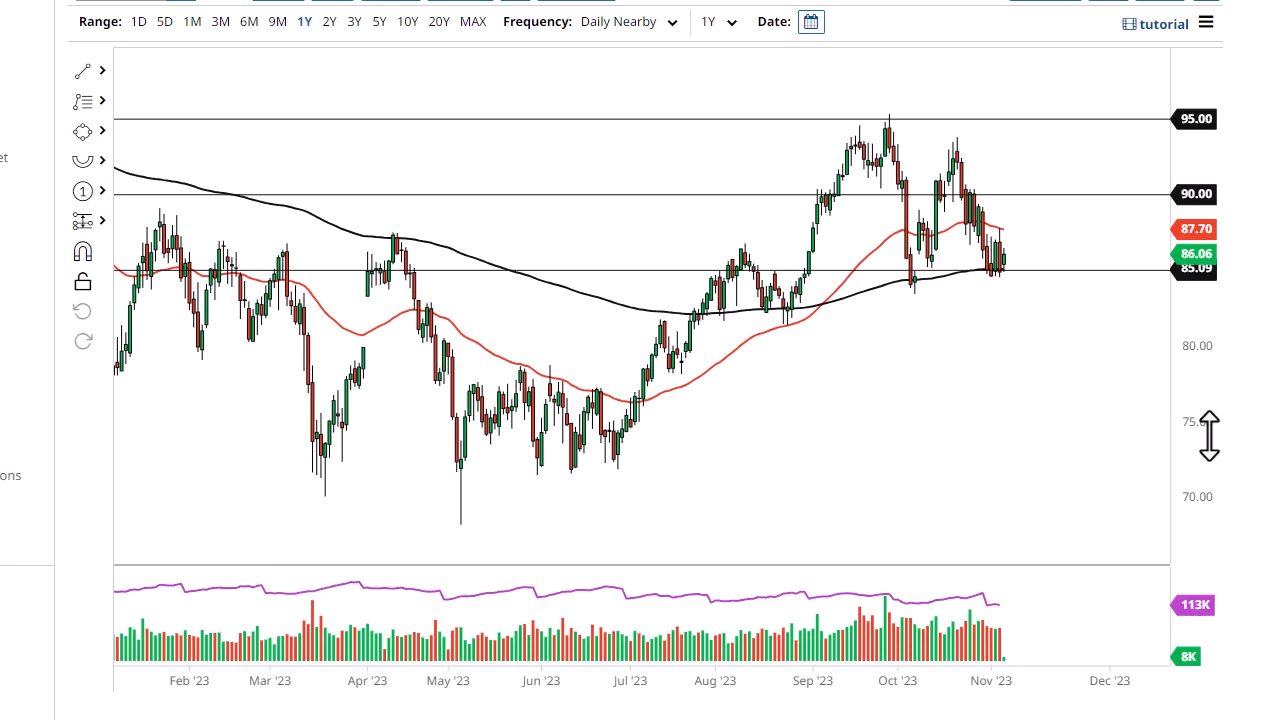 Range: 1D 5D 1M 3M 6M 9M 1Y 2Y 3Y 5Y 10Y 20Y MAX Frequency: Daily Nearby 1Y Date: tutorial
95.00
et
1
90.00
87.70
86.06
85.09
80.00
75.
70.00
ons
113K
8K
Feb '23 Mar '23 Apr '23 May '23 Jun '23 Jul '23 Aug '23 Sep '23 Oct '23 Nov '23 Dec '23